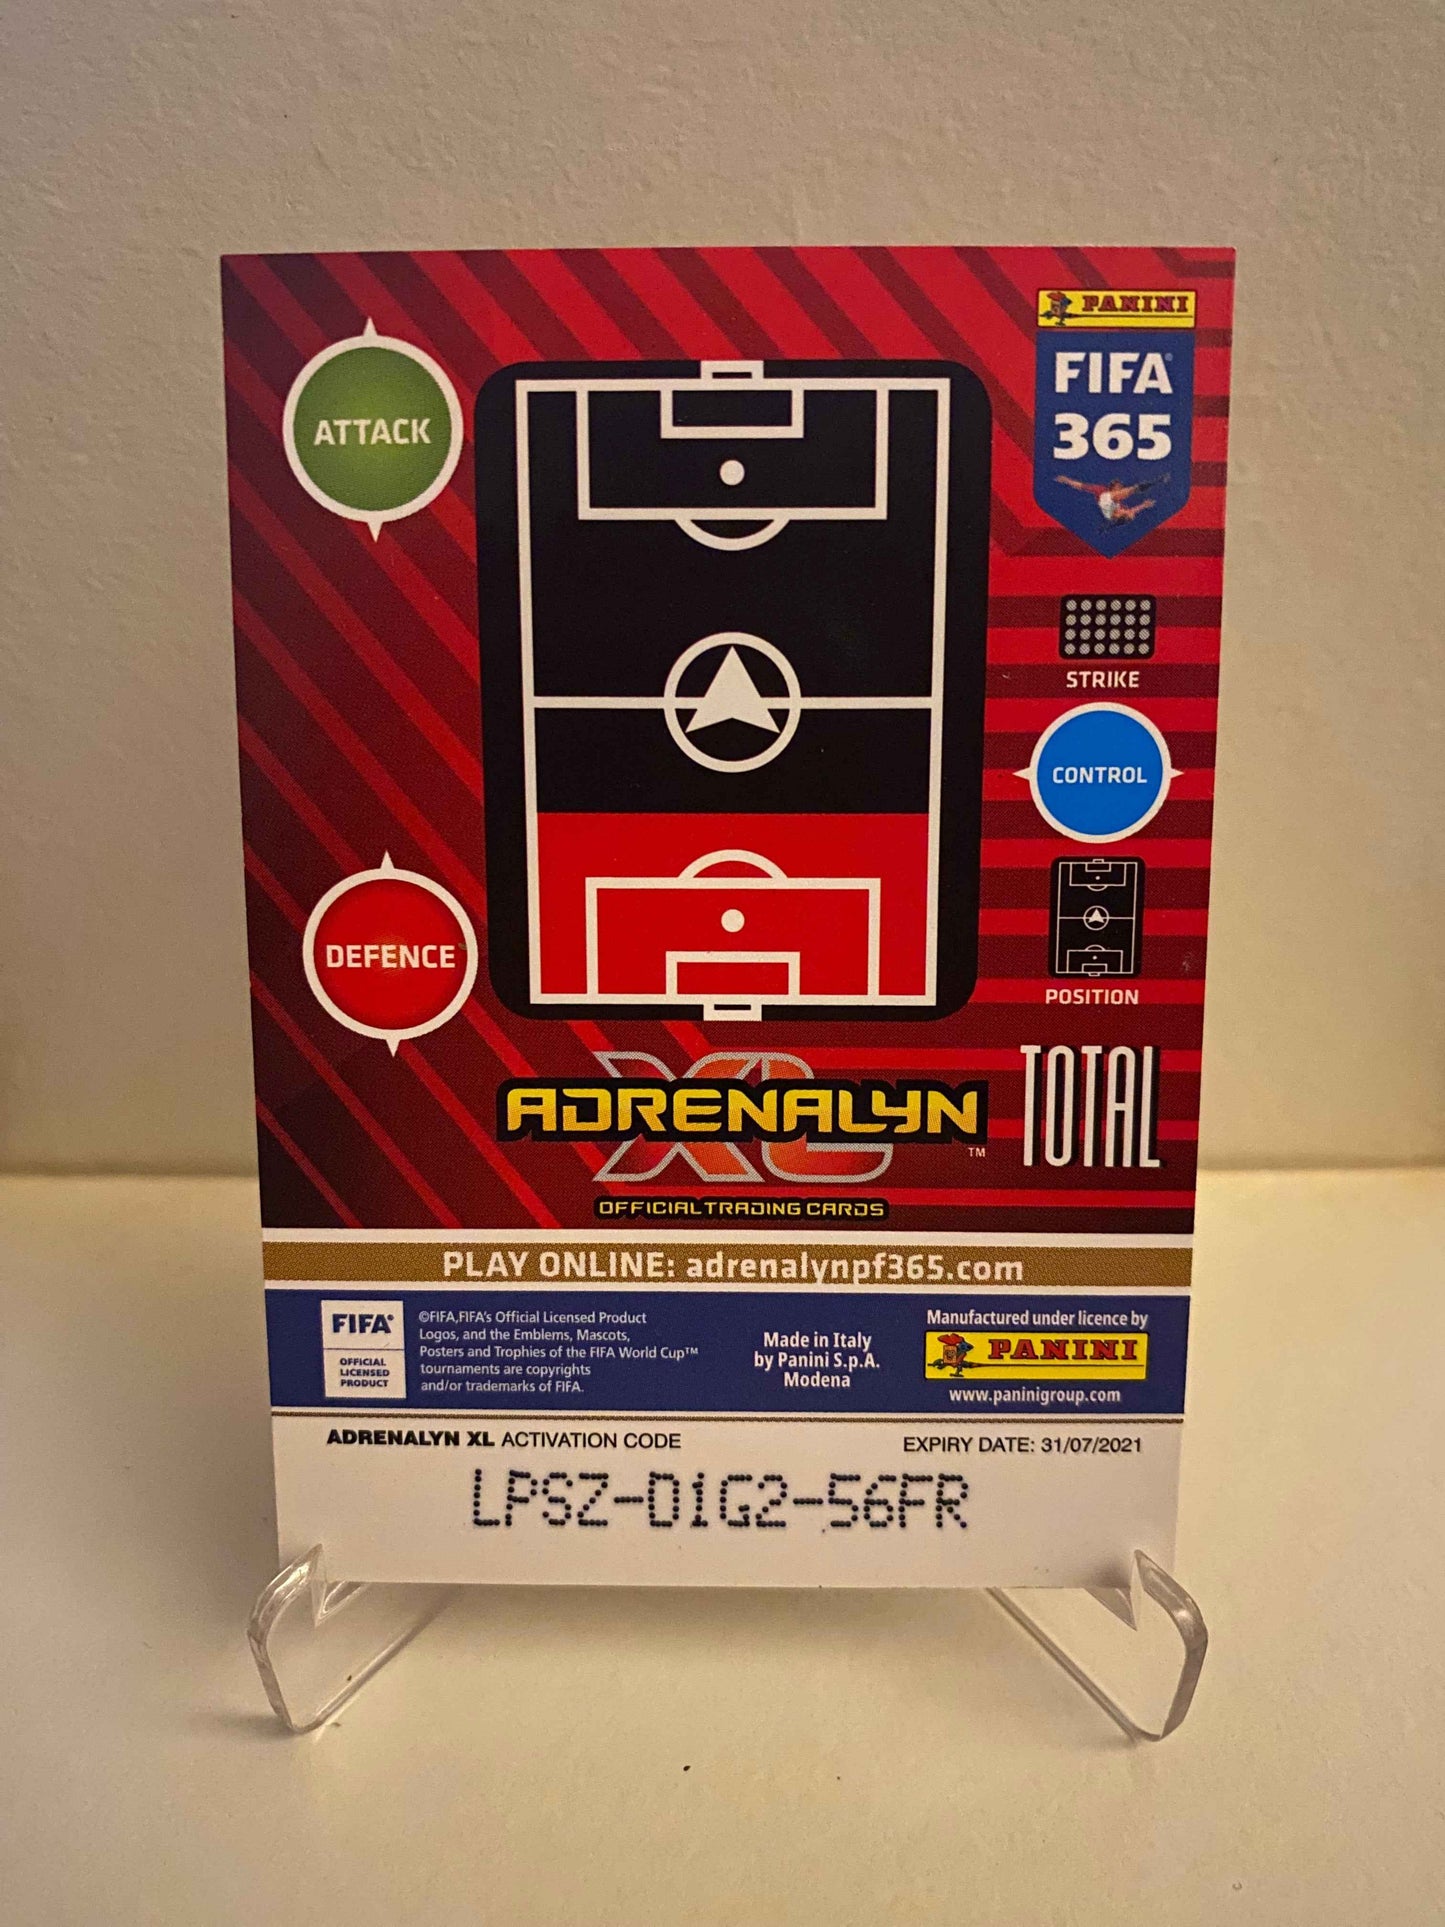 PANINI
FIFA
365
ATTACK
STRIKE
CONTROL
DEFENCE
POSITION
XL
ADRENALYN
TM
TOTAL
OFFICIAL TRADING CARDS
PLAY ONLINE: adrenalynpf365.com
FIFA®
OFFICIAL
LICENSED
PRODUCT
©FIFA,FIFA's Official Licensed Product
Logos, and the Emblems, Mascots,
Posters and Trophies of the FIFA World Cup™
tournaments are copyrights
and/or trademarks of FIFA.
Made in Italy
by Panini S.p.A.
Modena
Manufactured under licence by
PANINI
www.paninigroup.com
ADRENALYN XL ACTIVATION CODE
EXPIRY DATE: 31/07/2021
LPSZ-D1G2-56FR